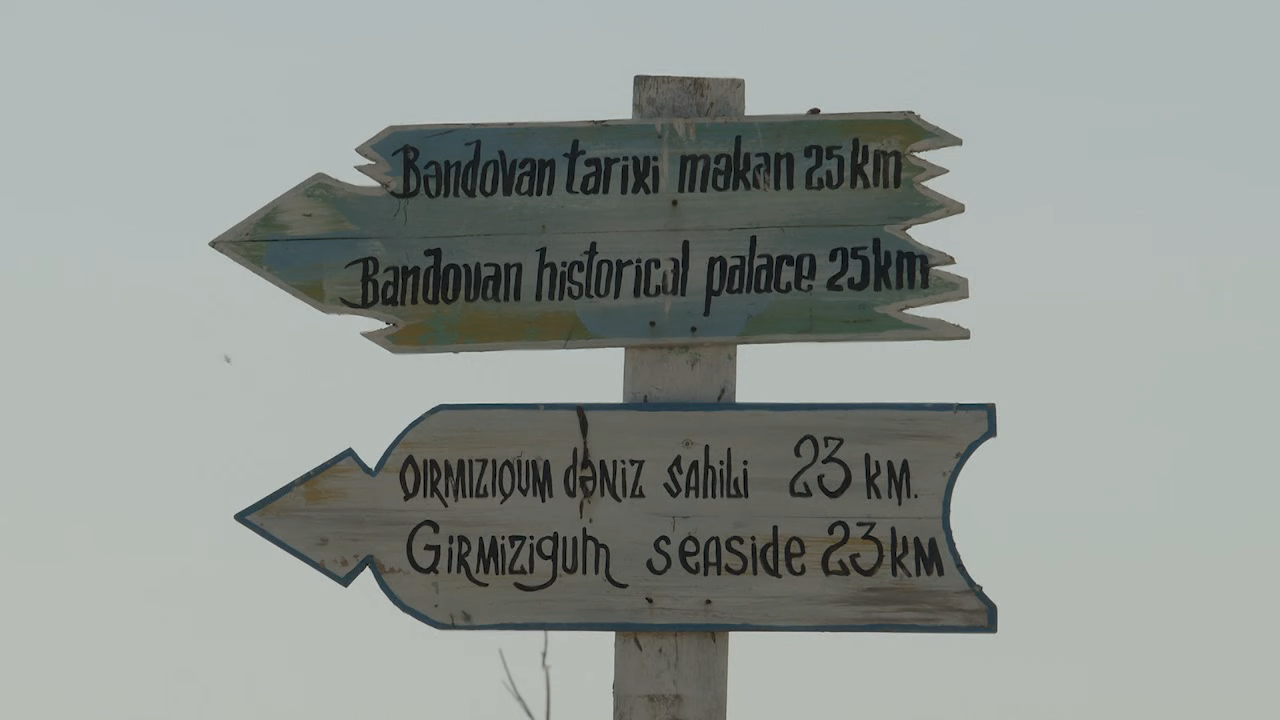 Bəndovan tarixi məkan 25km
Bandovan historical palace 25km
QIRMIZIQUM dəNiZ SAhiLi 23 KM.
GiRMiZigum seAside 23KM